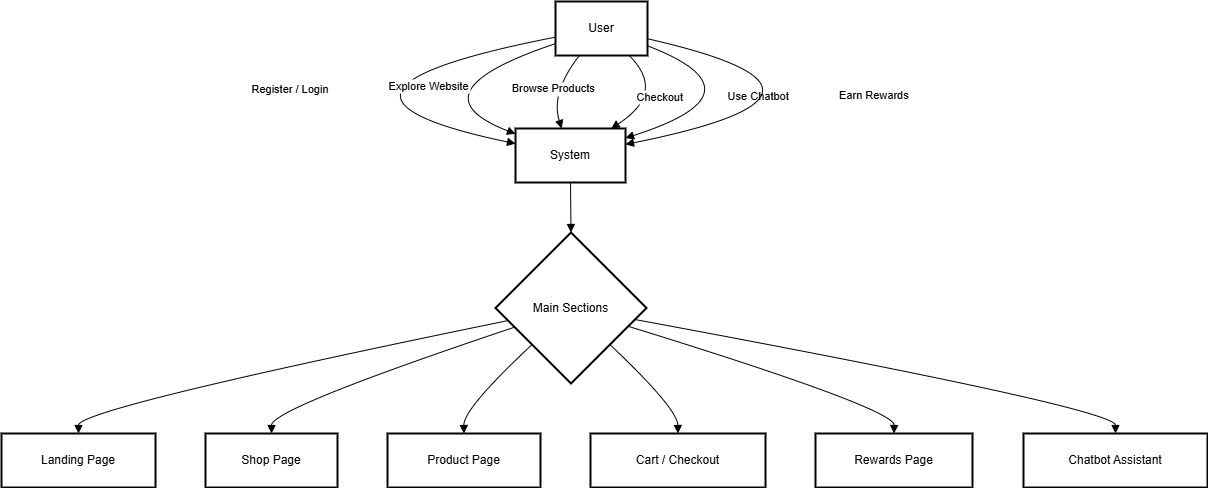 User
Register / Login
Explore Website
Browse Products
Checkout
Use Chatbot
Earn Rewards
System
Main Sections
Landing Page
Shop Page
Product Page
Cart / Checkout
Rewards Page
Chatbot Assistant